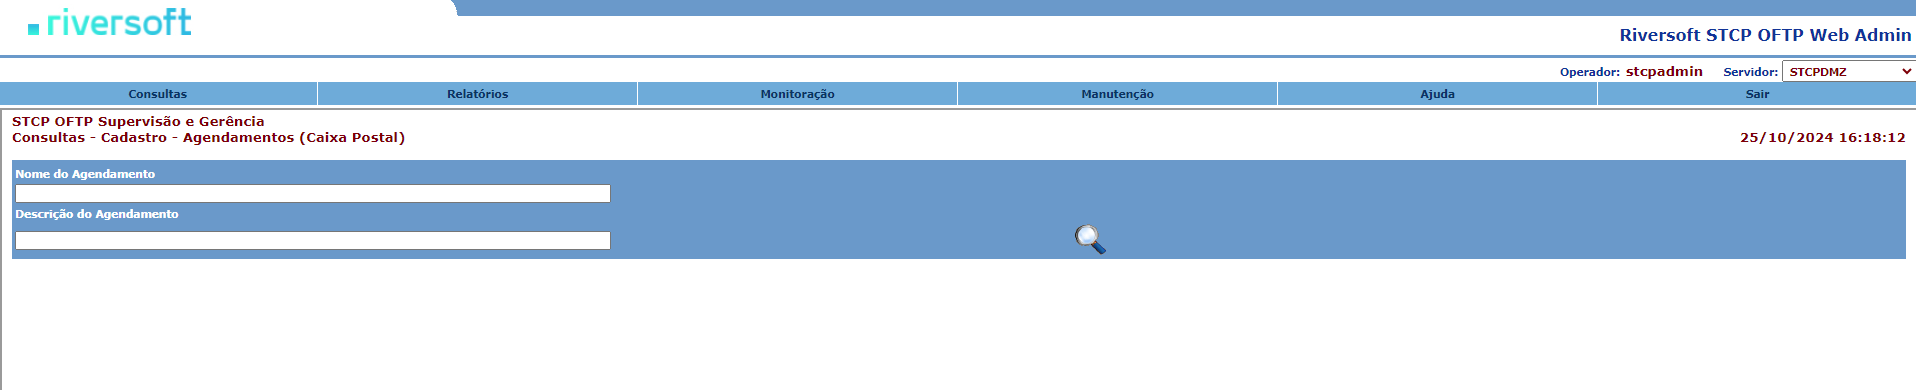 riversoft
Riversoft STCP OFTP Web Admin
Operador: stcpadmin Servidor: STCPDMZ
Consultas Relatórios Monitoração Manutenção Ajuda Sair
STCP OFTP Supervisão e Gerência
Consultas - Cadastro - Agendamentos (Caixa Postal) 25/10/2024 16:18:12
Nome do Agendamento
Descrição do Agendamento